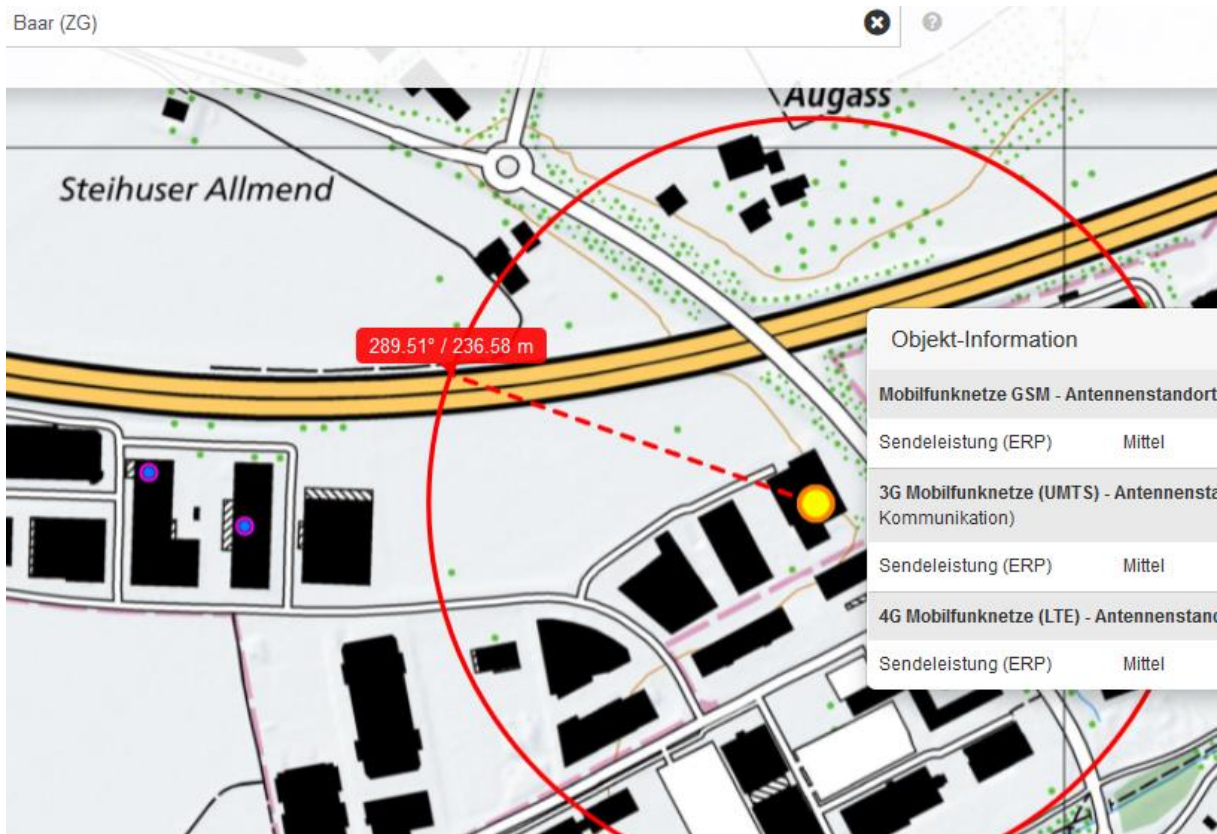 Baar (ZG)
?
Augass
Steihuser Allmend
289.51° / 236.58 m
Objekt-Information
Mobilfunknetze GSM - Antennenstandort
Sendeleistung (ERP) Mittel
3G Mobilfunknetze (UMTS) - Antennensta
Kommunikation)
Sendeleistung (ERP) Mittel
4G Mobilfunknetze (LTE) - Antennenstand
Sendeleistung (ERP) Mittel